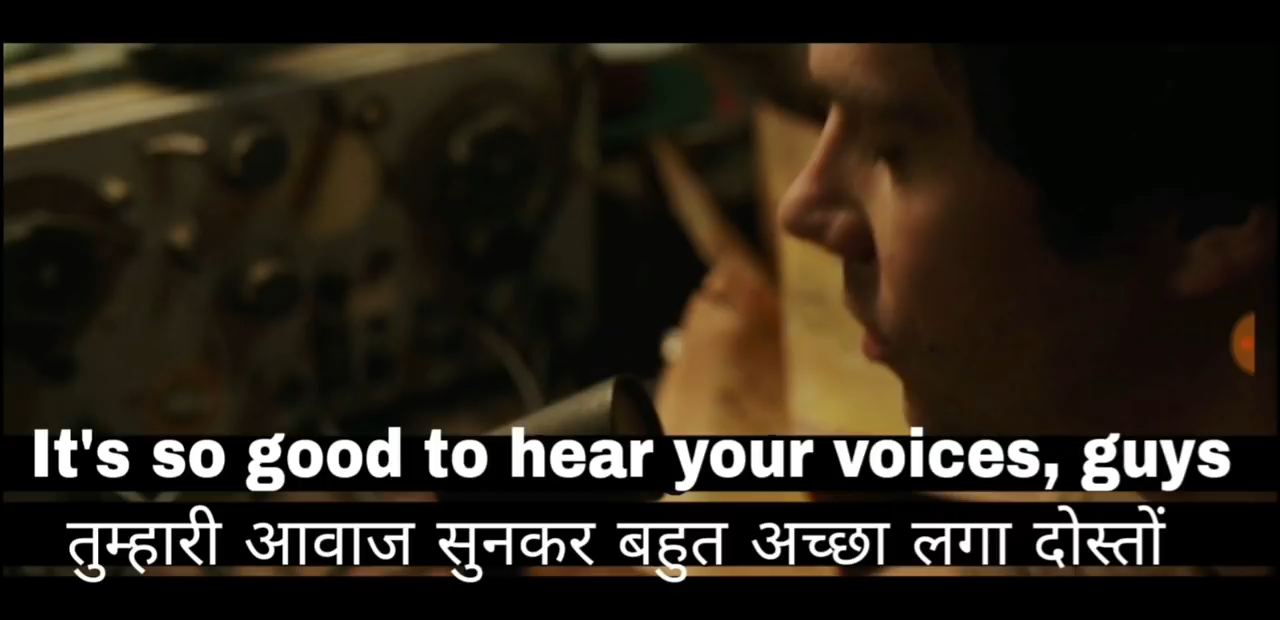 It's so good to hear your voices, guys
तुम्हारी आवाज सुनकर बहुत अच्छा लगा दोस्तों